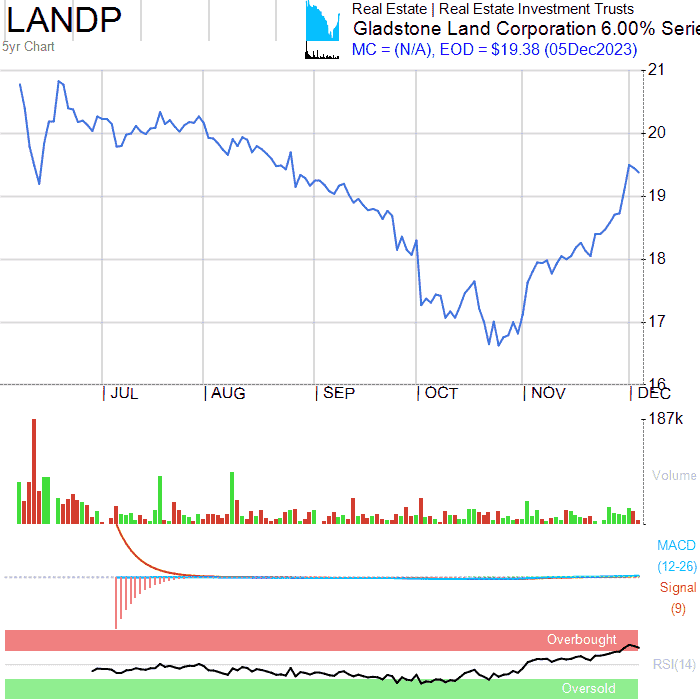 LANDP
5yr Chart
Real Estate | Real Estate Investment Trusts
Gladstone Land Corporation 6.00% Serie
MC = (N/A), EOD = $19.38 (05Dec2023)
21
20
19
18
17
16
JUL AUG SEP OCT NOV DEC
187k
Volume
MACD
(12-26)
Signal
(9)
Overbought
RSI(14)
Oversold